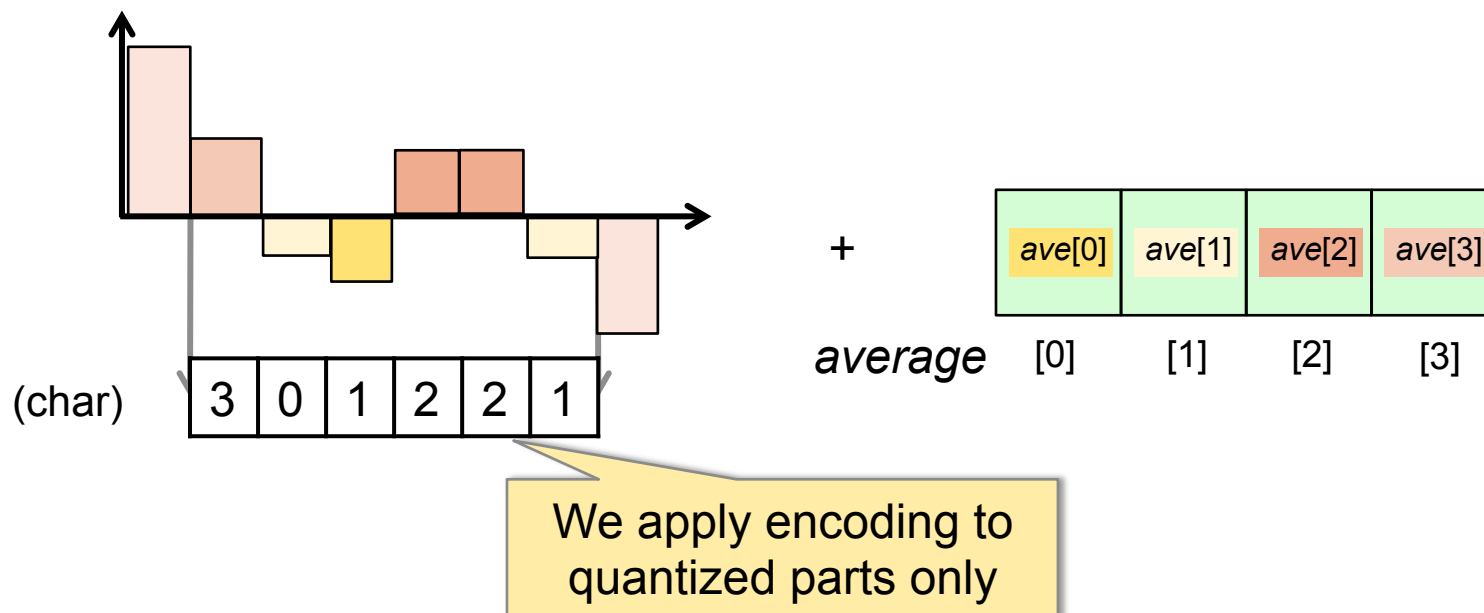 +
ave[0] ave[1] ave[2] ave[3]
average [0] [1] [2] [3]
(char) 3 0 1 2 2 1
We apply encoding to
quantized parts only